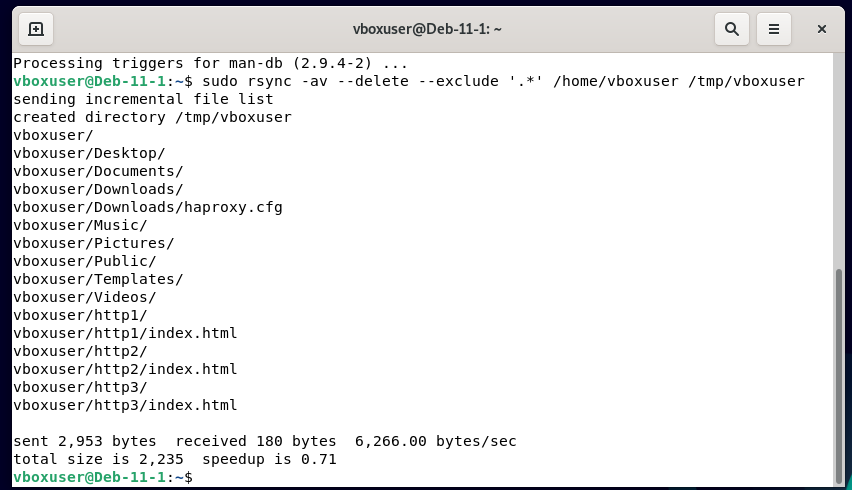 vboxuser@Deb-11-1: ~
Processing triggers for man-db (2.9.4-2) ...
vboxuser@Deb-11-1:~$ sudo rsync -av --delete --exclude '.*' /home/vboxuser /tmp/vboxuser
sending incremental file list
created directory /tmp/vboxuser
vboxuser/
vboxuser/Desktop/
vboxuser/Documents/
vboxuser/Downloads/
vboxuser/Downloads/haproxy.cfg
vboxuser/Music/
vboxuser/Pictures/
vboxuser/Public/
vboxuser/Templates/
vboxuser/Videos/
vboxuser/http1/
vboxuser/http1/index.html
vboxuser/http2/
vboxuser/http2/index.html
vboxuser/http3/
vboxuser/http3/index.html

sent 2,953 bytes  received 180 bytes  6,266.00 bytes/sec
total size is 2,235  speedup is 0.71
vboxuser@Deb-11-1:~$